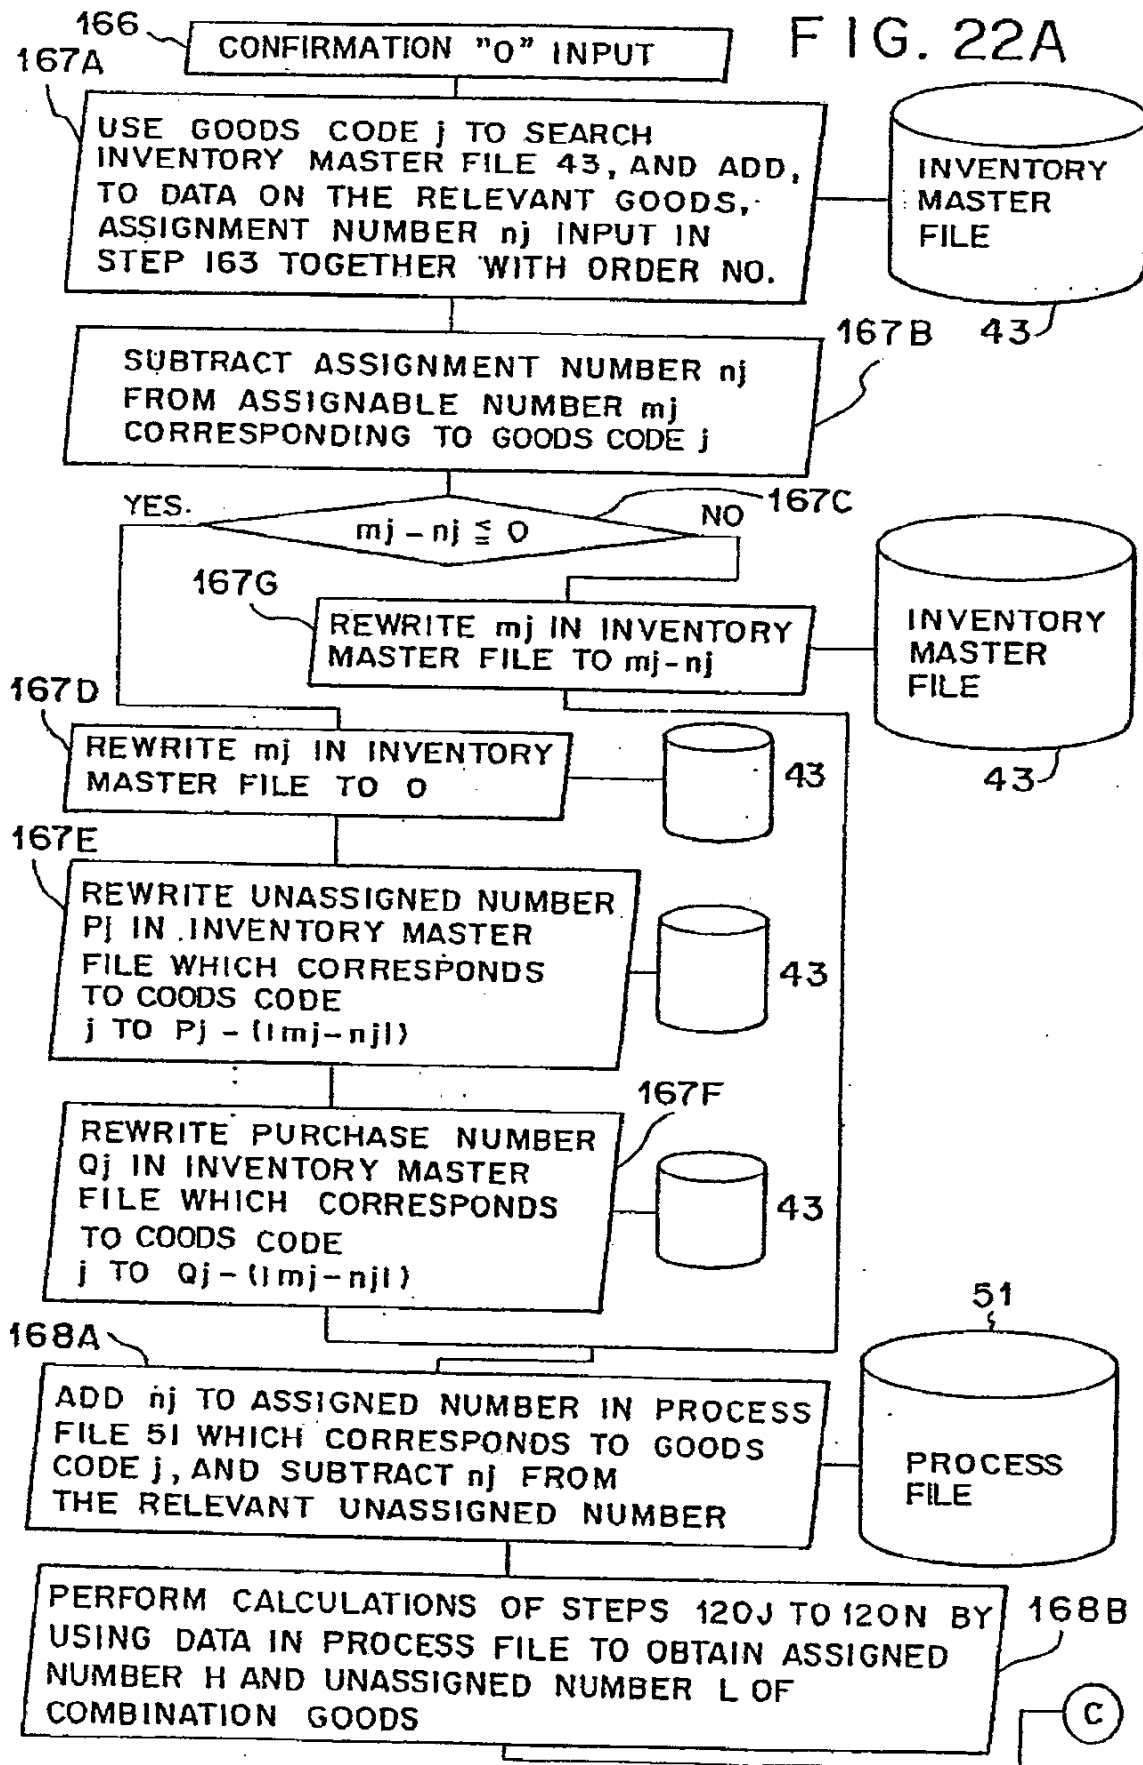 FIG. 22A
166
CONFIRMATION "O" INPUT
167A
USE GOODS CODE j TO SEARCH
INVENTORY MASTER FILE 43, AND ADD,
TO DATA ON THE RELEVANT GOODS,
ASSIGNMENT NUMBER nj INPUT IN
STEP 163 TOGETHER WITH ORDER NO.
INVENTORY
MASTER
FILE
43
167B
SUBTRACT ASSIGNMENT NUMBER nj
FROM ASSIGNABLE NUMBER mj
CORRESPONDING TO GOODS CODE j
167C
YES.
mj - nj ≦ 0
NO
167G
REWRITE mj IN INVENTORY
MASTER FILE TO mj-nj
INVENTORY
MASTER
FILE
43
167D
REWRITE mj IN INVENTORY
MASTER FILE TO 0
43
167E
REWRITE UNASSIGNED NUMBER
Pj IN INVENTORY MASTER
FILE WHICH CORRESPONDS
TO COODS CODE
j TO Pj - (|mj-nj|)
43
167F
REWRITE PURCHASE NUMBER
Qj IN INVENTORY MASTER
FILE WHICH CORRESPONDS
TO COODS CODE
j TO Qj-(|mj-nj|)
43
168A
ADD nj TO ASSIGNED NUMBER IN PROCESS
FILE 51 WHICH CORRESPONDS TO GOODS
CODE j, AND SUBTRACT nj FROM
THE RELEVANT UNASSIGNED NUMBER
51
PROCESS
FILE
168B
PERFORM CALCULATIONS OF STEPS 120J TO 120N BY
USING DATA IN PROCESS FILE TO OBTAIN ASSIGNED
NUMBER H AND UNASSIGNED NUMBER L OF
COMBINATION GOODS
C